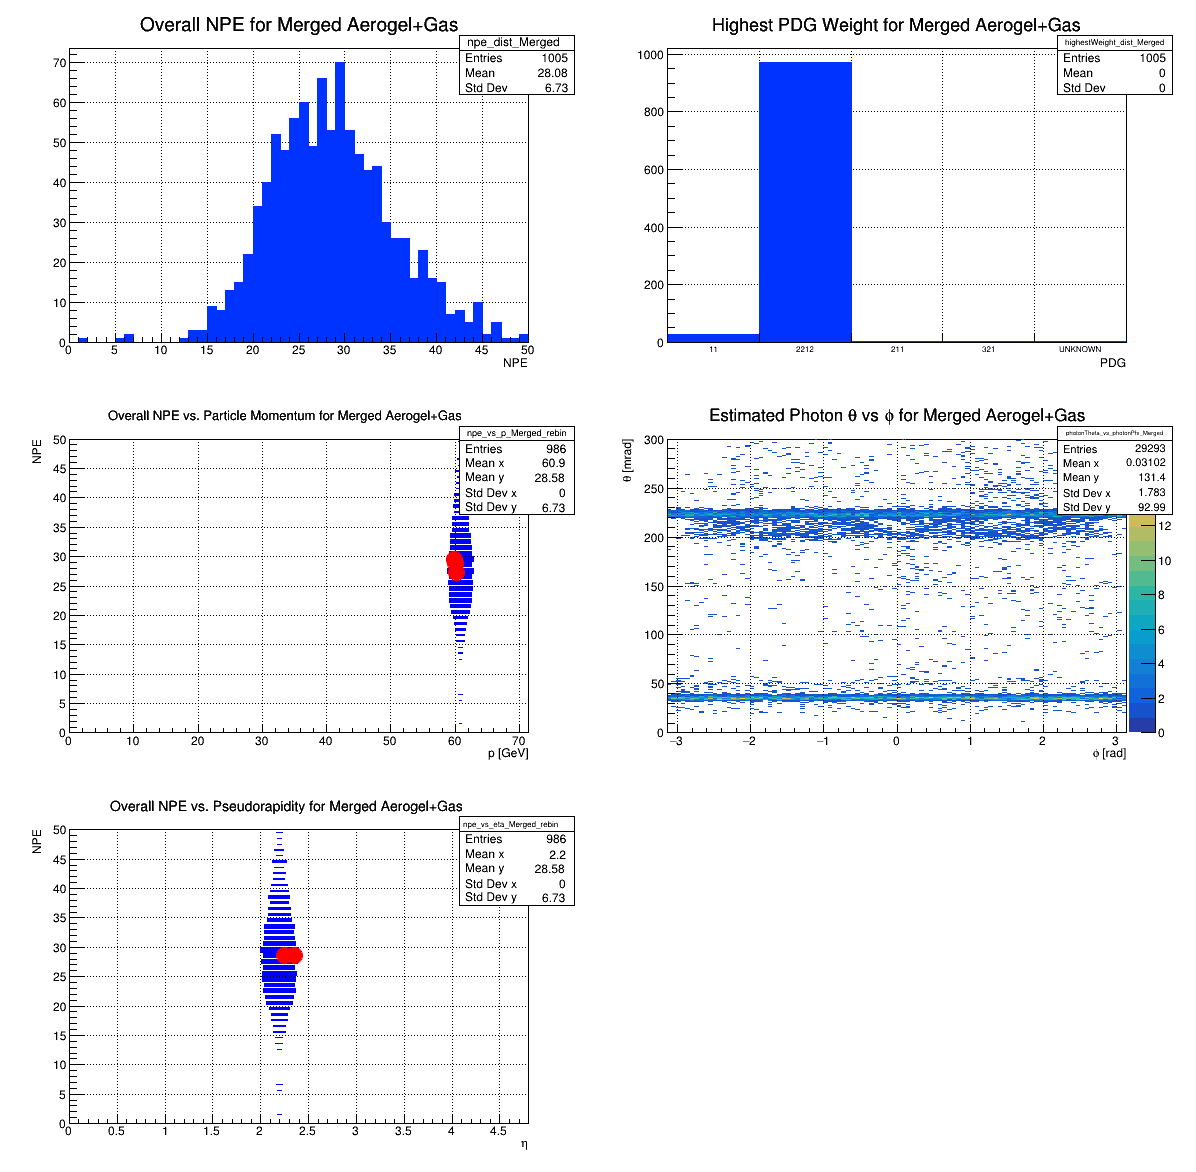 Overall NPE for Merged Aerogel+Gas
npe_dist_Merged
Entries 1005
Mean 28.08
Std Dev 6.73
70
60
50
40
30
20
10
0
0 5 10 15 20 25 30 35 40 45 50
NPE
Highest PDG Weight for Merged Aerogel+Gas
highestWeight_dist_Merged
Entries 1005
Mean 0
Std Dev 0
1000
800
600
400
200
0
11 2212 211 321 UNKNOWN
PDG
Overall NPE vs. Particle Momentum for Merged Aerogel+Gas
npe_vs_p_Merged_rebin
Entries 986
Mean x 60.9
Mean y 28.58
Std Dev x 0
Std Dev y 6.73
NPE
50
45
40
35
30
25
20
15
10
5
0
0 10 20 30 40 50 60 70
p [GeV]
Estimated Photon θ vs ϕ for Merged Aerogel+Gas
photonTheta_vs_photonPhi_Merged
Entries 29293
Mean x 0.03102
Mean y 131.4
Std Dev x 1.783
Std Dev y 92.99
θ [mrad]
300
250
200
150
100
50
0
−3 −2 −1 0 1 2 3
ϕ [rad]
12
10
8
6
4
2
0
Overall NPE vs. Pseudorapidity for Merged Aerogel+Gas
npe_vs_eta_Merged_rebin
Entries 986
Mean x 2.2
Mean y 28.58
Std Dev x 0
Std Dev y 6.73
NPE
50
45
40
35
30
25
20
15
10
5
0
0 0.5 1 1.5 2 2.5 3 3.5 4 4.5
η